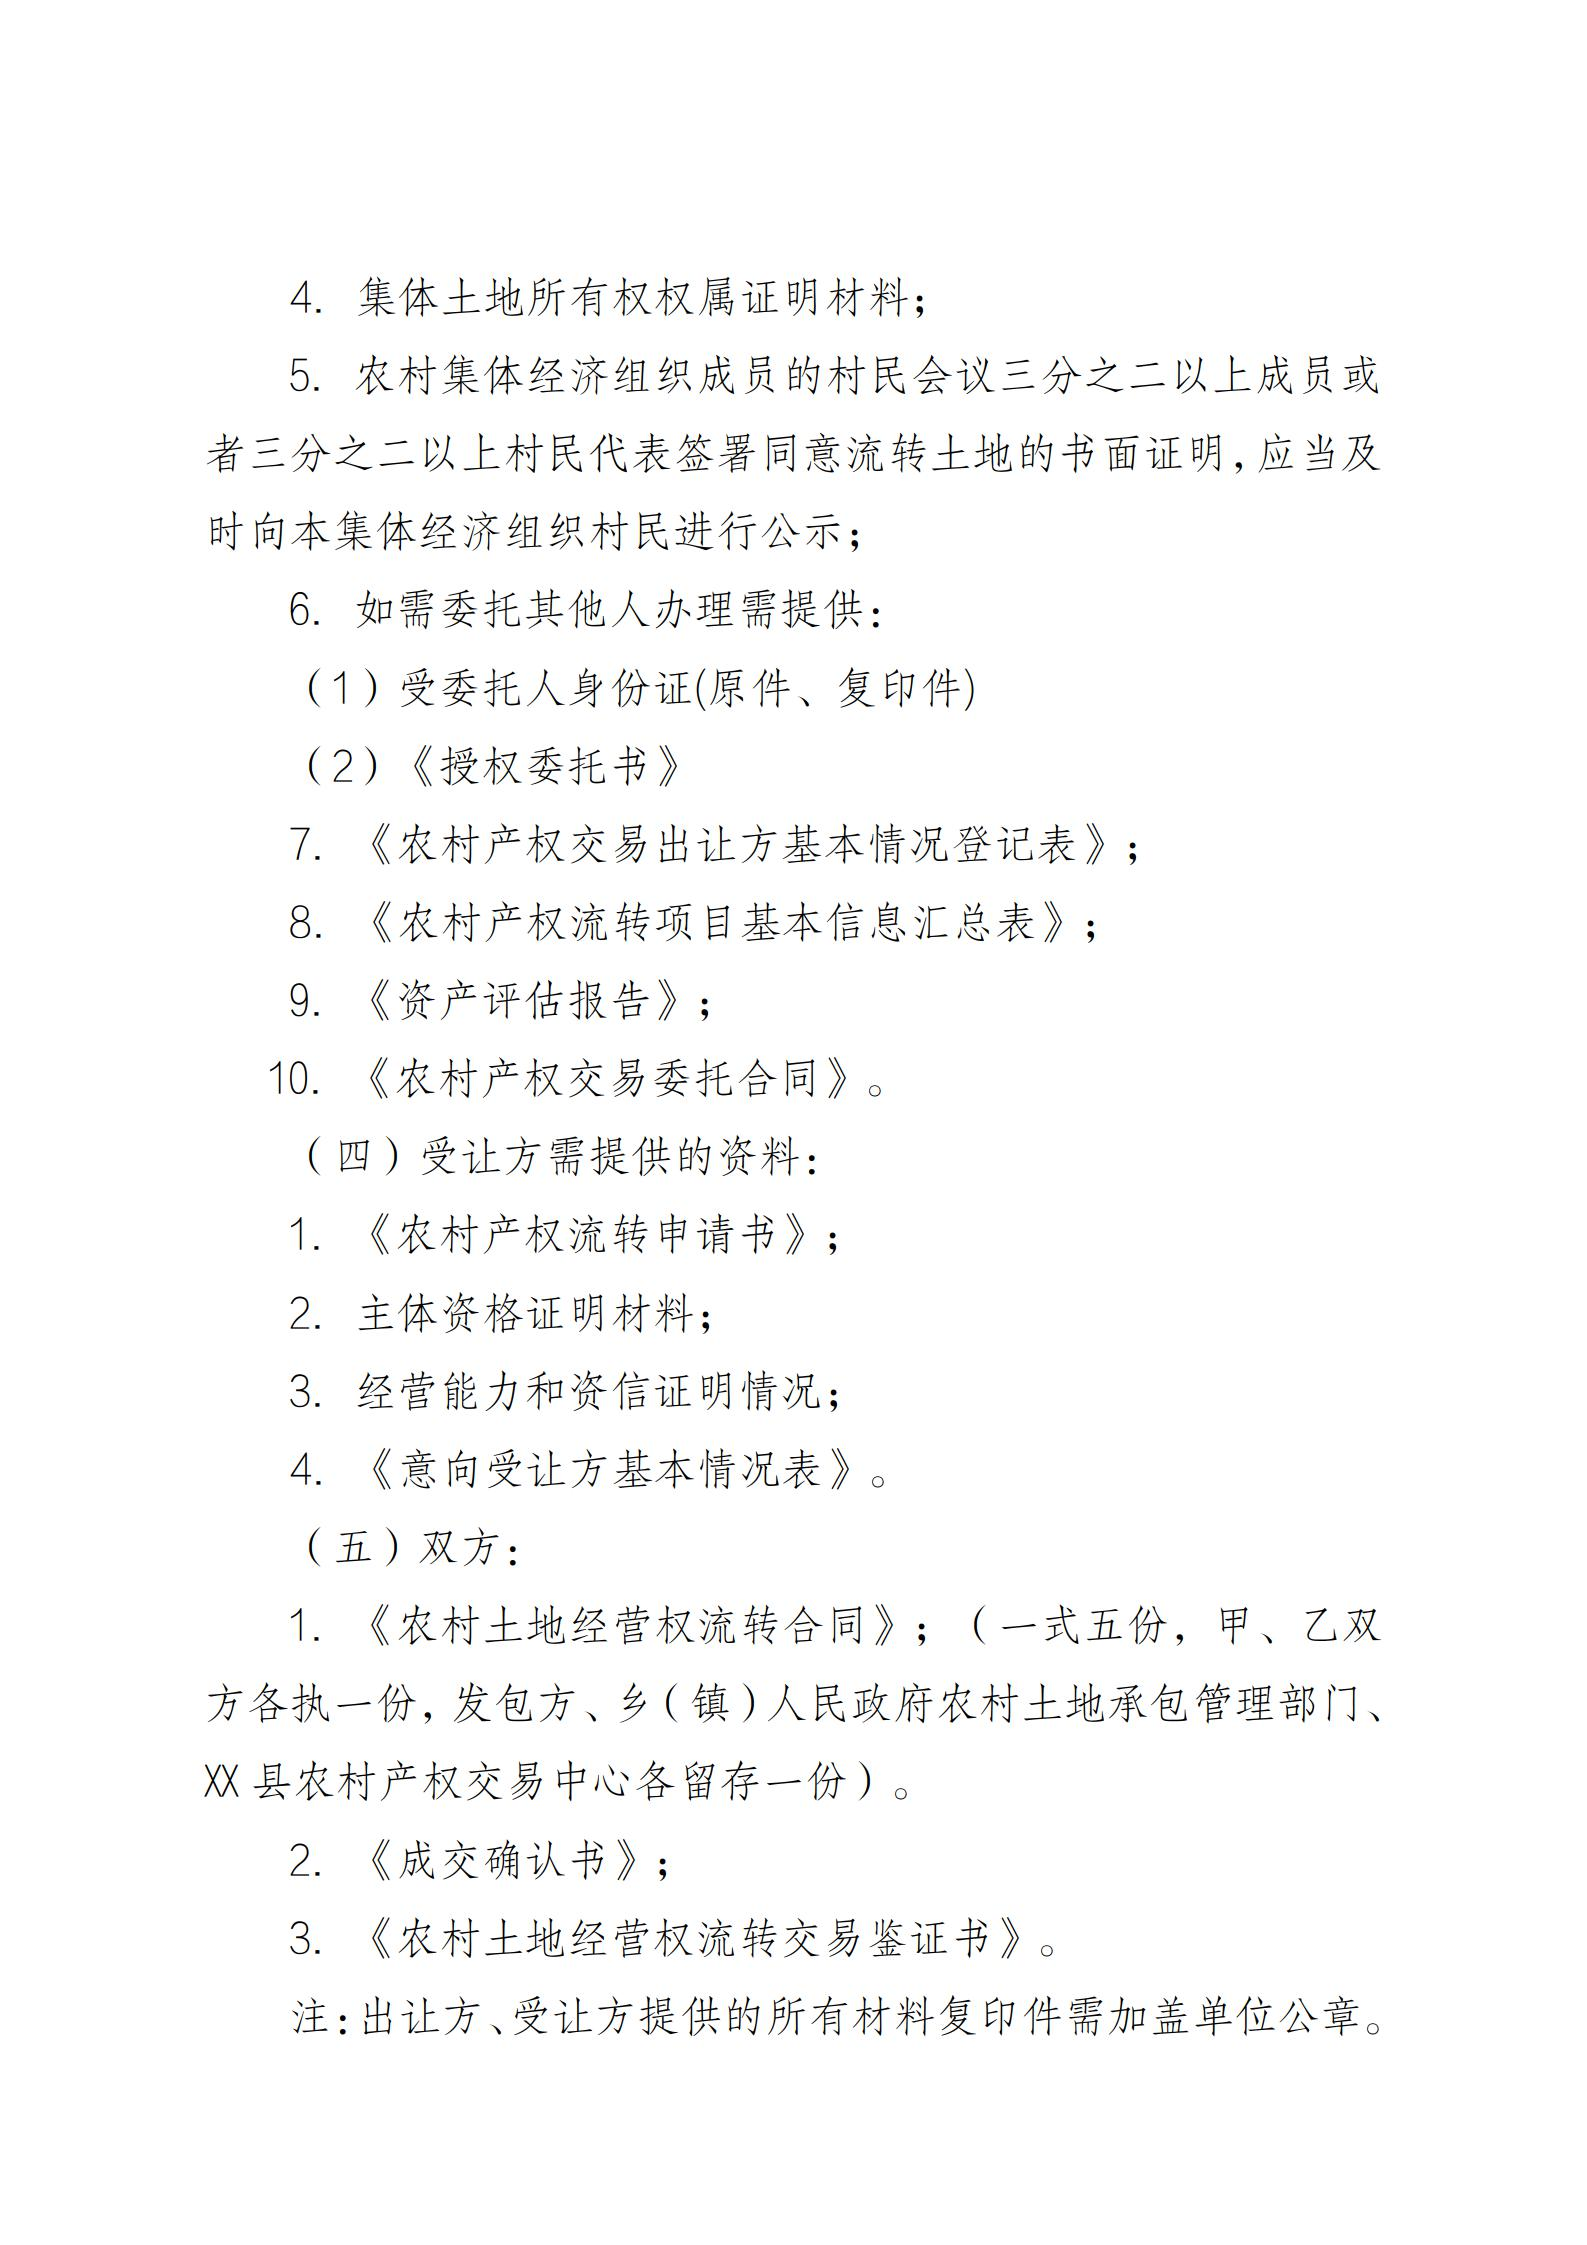 4. 集体土地所有权权属证明材料；
5. 农村集体经济组织成员的村民会议三分之二以上成员或
者三分之二以上村民代表签署同意流转土地的书面证明，应当及
时向本集体经济组织村民进行公示；
6. 如需委托其他人办理需提供：
（1）受委托人身份证(原件、复印件)
（2）《授权委托书》
7. 《农村产权交易出让方基本情况登记表》；
8. 《农村产权流转项目基本信息汇总表》；
9. 《资产评估报告》；
10. 《农村产权交易委托合同》。
（四）受让方需提供的资料：
1. 《农村产权流转申请书》；
2. 主体资格证明材料；
3. 经营能力和资信证明情况；
4. 《意向受让方基本情况表》。
（五）双方：
1. 《农村土地经营权流转合同》；（一式五份，甲、乙双
方各执一份，发包方、乡（镇）人民政府农村土地承包管理部门、
XX 县农村产权交易中心各留存一份）。
2. 《成交确认书》；
3. 《农村土地经营权流转交易鉴证书》。
注：出让方、受让方提供的所有材料复印件需加盖单位公章。